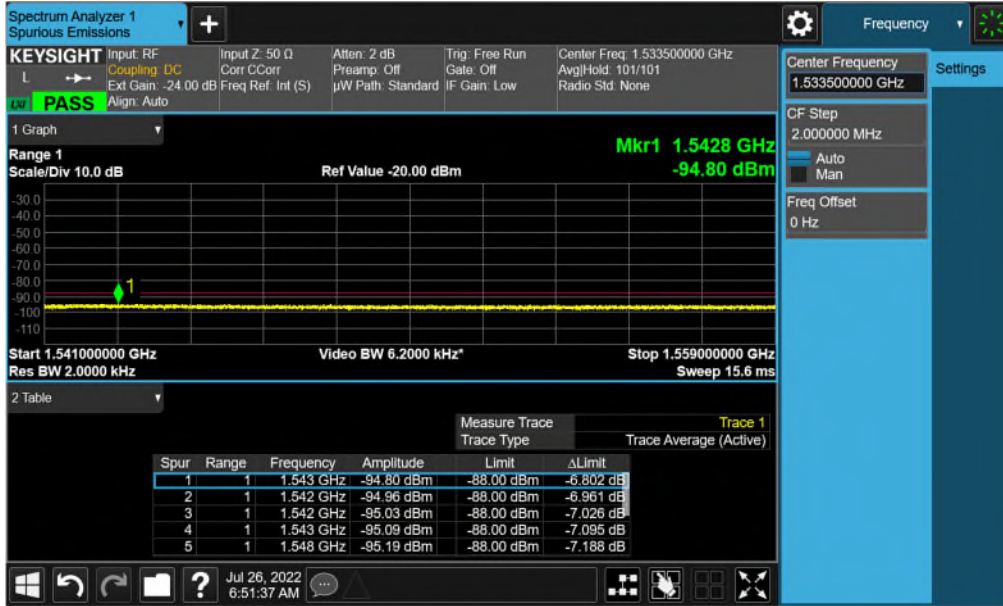 Spectrum Analyzer 1
Spurious Emissions
Frequency
KEYSIGHT
L
LXI
PASS
Input: RF
Coupling: DC
Ext Gain: -24.00 dB
Align: Auto
Input Z: 50 Ω
Corr CCorr
Freq Ref: Int (S)
Atten: 2 dB
Preamp: Off
µW Path: Standard
Trig: Free Run
Gate: Off
IF Gain: Low
Center Freq: 1.533500000 GHz
Avg|Hold: 101/101
Radio Std: None
Center Frequency
1.533500000 GHz
Settings
CF Step
2.000000 MHz
Auto
Man
Freq Offset
0 Hz
1 Graph
Range 1
Scale/Div 10.0 dB
Ref Value -20.00 dBm
Mkr1 1.5428 GHz
-94.80 dBm
-30.0
-40.0
-50.0
-60.0
-70.0
-80.0
-90.0
-100
-110
1
Start 1.541000000 GHz
Video BW 6.2000 kHz*
Stop 1.559000000 GHz
Res BW 2.0000 kHz
Sweep 15.6 ms
2 Table
Measure Trace Trace 1
Trace Type Trace Average (Active)
Spur Range Frequency Amplitude Limit ΔLimit
1 1 1.543 GHz -94.80 dBm -88.00 dBm -6.802 dB
2 1 1.542 GHz -94.96 dBm -88.00 dBm -6.961 dB
3 1 1.542 GHz -95.03 dBm -88.00 dBm -7.026 dB
4 1 1.543 GHz -95.09 dBm -88.00 dBm -7.095 dB
5 1 1.548 GHz -95.19 dBm -88.00 dBm -7.188 dB
?
Jul 26, 2022
6:51:37 AM